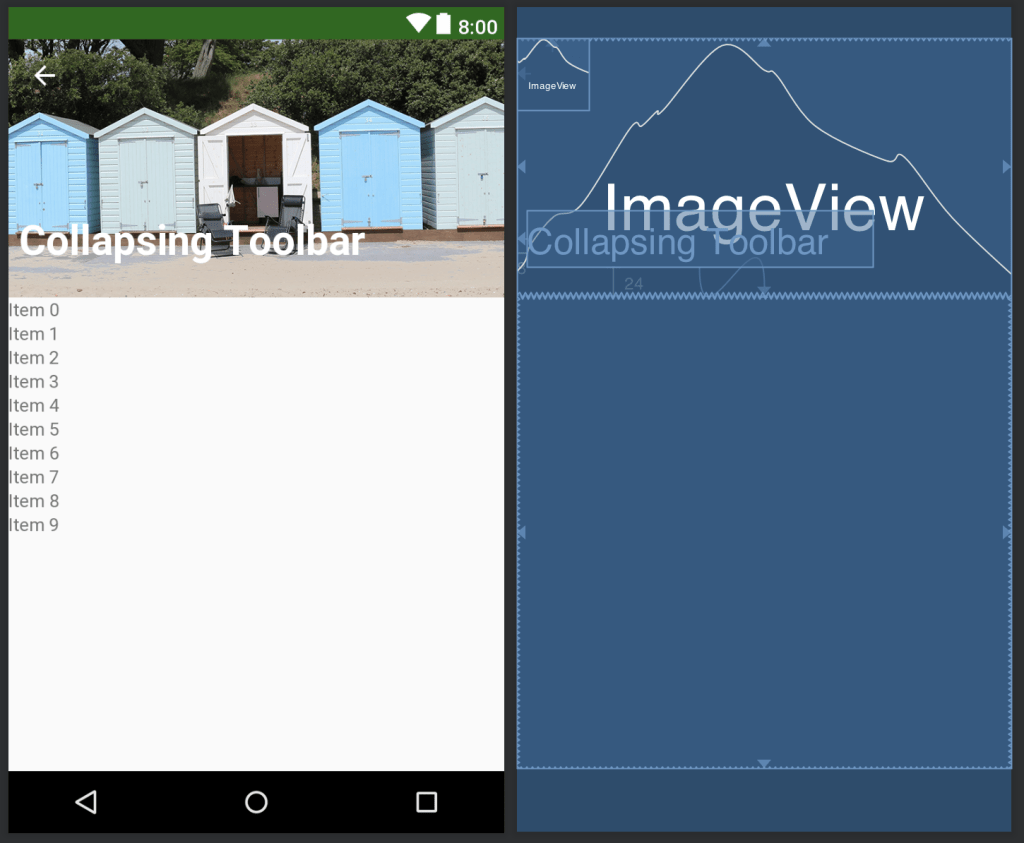 8:00
Collapsing Toolbar
Item 0
Item 1
Item 2
Item 3
Item 4
Item 5
Item 6
Item 7
Item 8
Item 9
ImageView
ImageView
Collapsing Toolbar
24